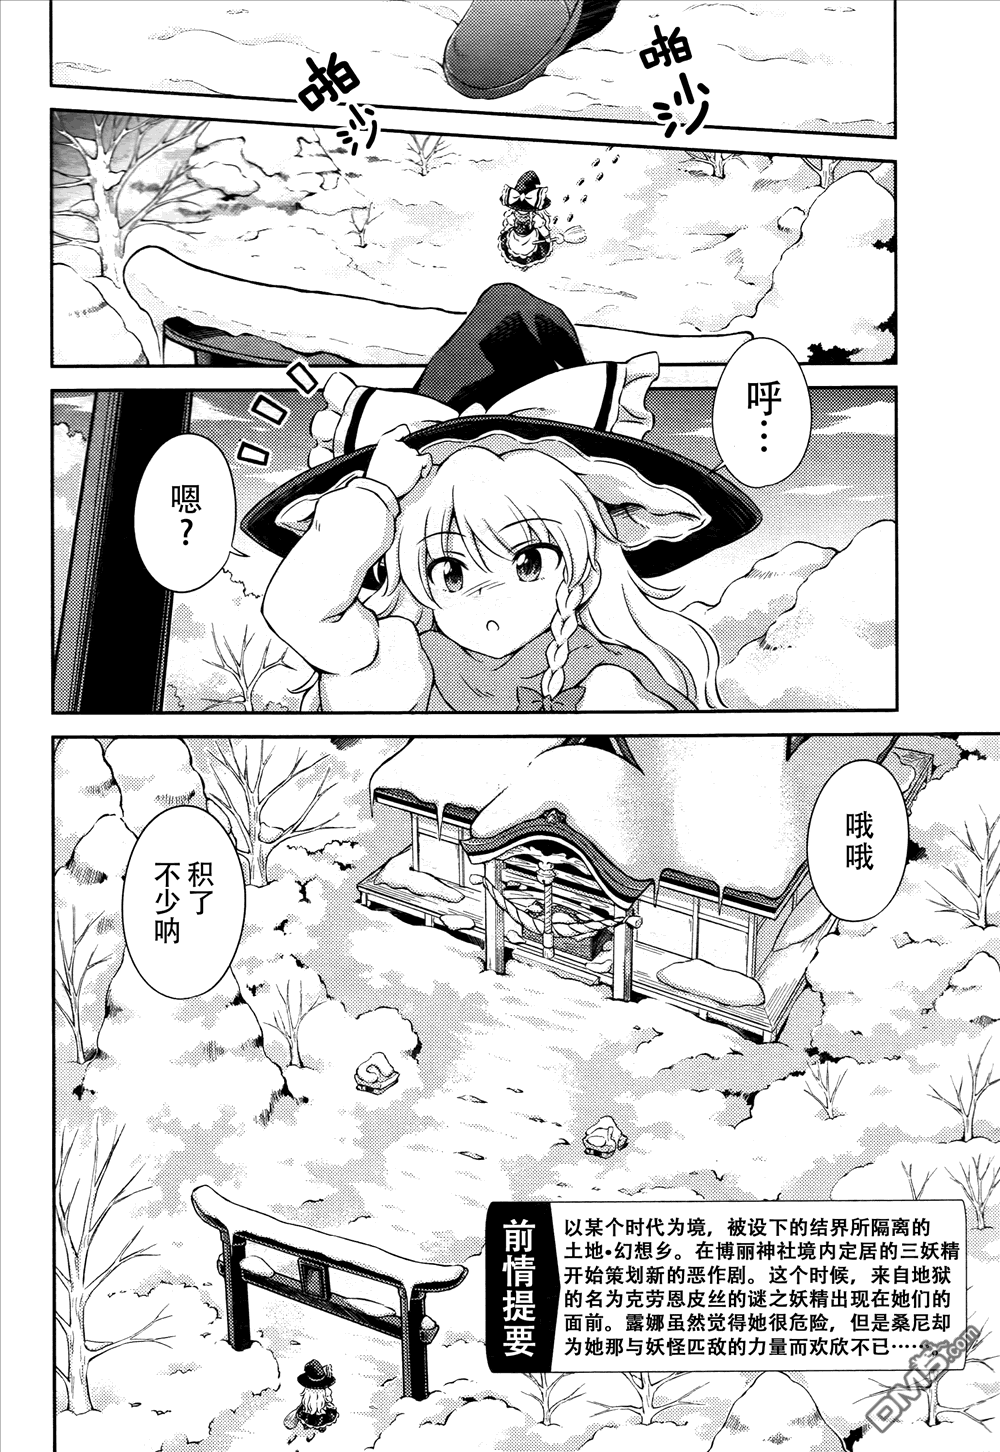 啪
沙
啪
沙
呼…
嗯?
哦
哦
积了
不少呐
前情提要
以某个时代为境，被设下的结界所隔离的
土地•幻想乡。在博丽神社境内定居的三妖精
开始策划新的恶作剧。这个时候，来自地狱
的名为克劳恩皮丝的谜之妖精出现在她们的
面前。露娜虽然觉得她很危险，但是桑尼却
为她那与妖怪匹敌的力量而欢欣不已……。
DM5.com